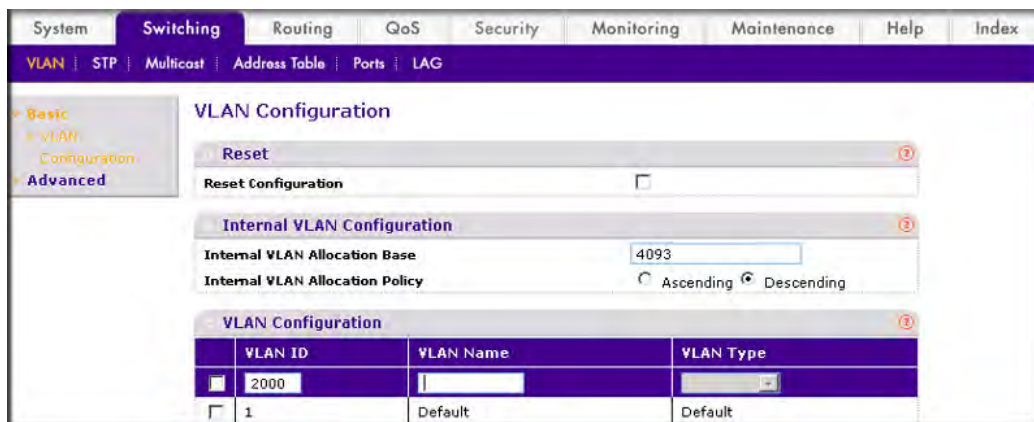 System Switching Routing QoS Security Monitoring Maintenance Help Index
VLAN STP Multicast Address Table Ports LAG
Basic
VLAN
Configuration
Advanced
VLAN Configuration
Reset
Reset Configuration
Internal VLAN Configuration
Internal VLAN Allocation Base 4093
Internal VLAN Allocation Policy Ascending Descending
VLAN Configuration
VLAN ID VLAN Name VLAN Type
2000
1 Default Default